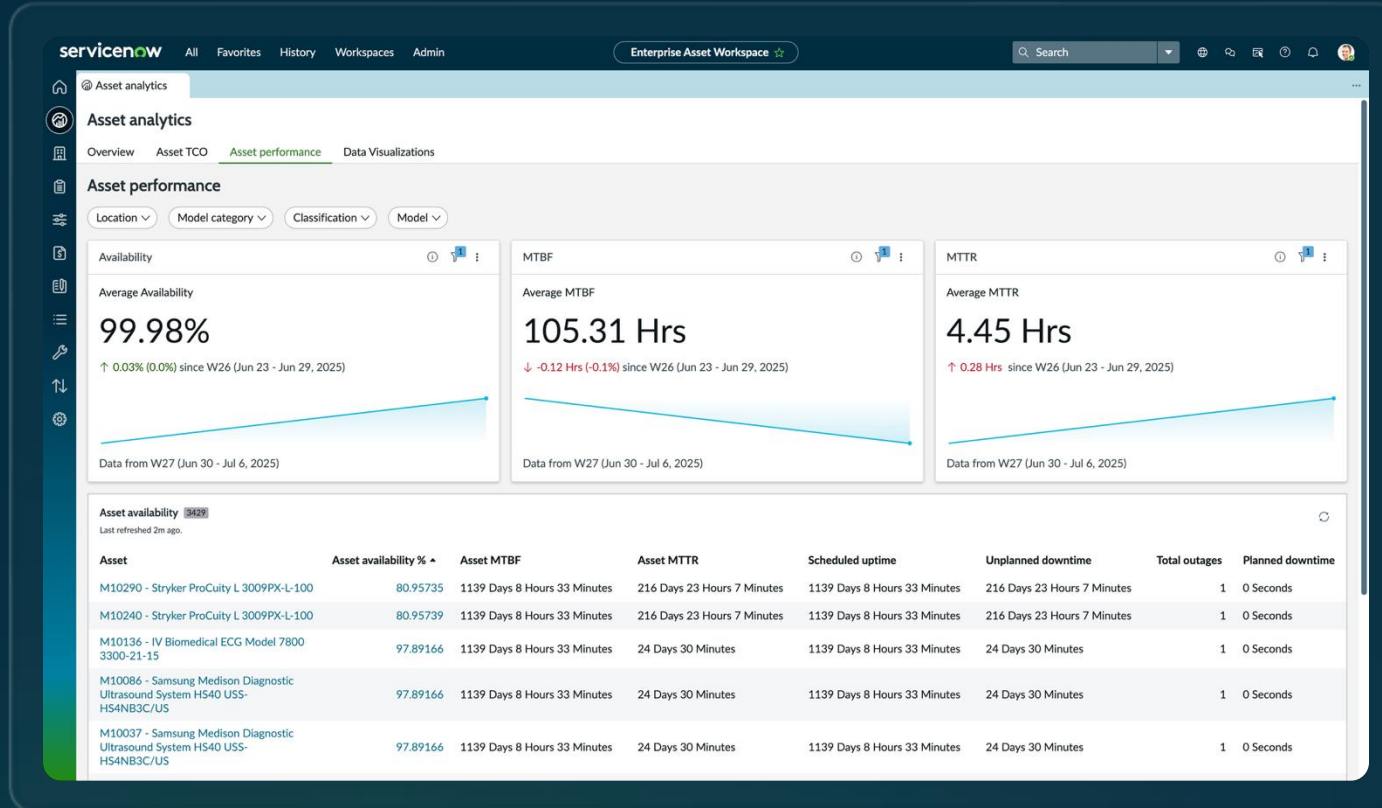 servicenow All Favorites History Workspaces Admin Enterprise Asset Workspace Search
Asset analytics
Asset analytics
Overview Asset TCO Asset performance Data Visualizations
Asset performance
Location Model category Classification Model
Availability 1 MTBF 1 MTTR 1
Average Availability Average MTBF Average MTTR
99.98% 105.31 Hrs 4.45 Hrs
↑ 0.03% (0.0%) since W26 (Jun 23 - Jun 29, 2025) ↓ -0.12 Hrs (-0.1%) since W26 (Jun 23 - Jun 29, 2025) ↑ 0.28 Hrs since W26 (Jun 23 - Jun 29, 2025)
Data from W27 (Jun 30 - Jul 6, 2025) Data from W27 (Jun 30 - Jul 6, 2025) Data from W27 (Jun 30 - Jul 6, 2025)
Asset availability 3429
Last refreshed 2m ago.
Asset Asset availability % Asset MTBF Asset MTTR Scheduled uptime Unplanned downtime Total outages Planned downtime
M10290 - Stryker ProCuity L 3009PX-L-100 80.95735 1139 Days 8 Hours 33 Minutes 216 Days 23 Hours 7 Minutes 1139 Days 8 Hours 33 Minutes 216 Days 23 Hours 7 Minutes 1 0 Seconds
M10240 - Stryker ProCuity L 3009PX-L-100 80.95739 1139 Days 8 Hours 33 Minutes 216 Days 23 Hours 7 Minutes 1139 Days 8 Hours 33 Minutes 216 Days 23 Hours 7 Minutes 1 0 Seconds
M10136 - IV Biomedical ECG Model 7800
3300-21-15 97.89166 1139 Days 8 Hours 33 Minutes 24 Days 30 Minutes 1139 Days 8 Hours 33 Minutes 24 Days 30 Minutes 1 0 Seconds
M10086 - Samsung Medison Diagnostic
Ultrasound System HS40 USS- 97.89166 1139 Days 8 Hours 33 Minutes 24 Days 30 Minutes 1139 Days 8 Hours 33 Minutes 24 Days 30 Minutes 1 0 Seconds
HS4NB3C/US
M10037 - Samsung Medison Diagnostic
Ultrasound System HS40 USS- 97.89166 1139 Days 8 Hours 33 Minutes 24 Days 30 Minutes 1139 Days 8 Hours 33 Minutes 24 Days 30 Minutes 1 0 Seconds
HS4NB3C/US